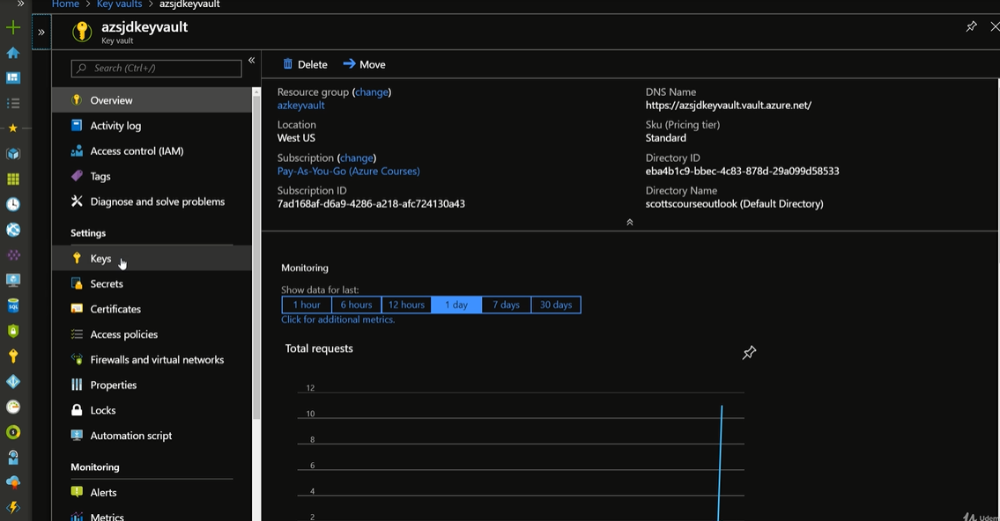 Home > Key vaults > azsjdkeyvault
azsjdkeyvault
Key vault
Search (Ctrl+/)
Delete
Move
Overview
Activity log
Access control (IAM)
Tags
Diagnose and solve problems
Settings
Keys
Secrets
Certificates
Access policies
Firewalls and virtual networks
Properties
Locks
Automation script
Monitoring
Alerts
Metrics
Resource group (change)
azkeyvault
Location
West US
Subscription (change)
Pay-As-You-Go (Azure Courses)
Subscription ID
7ad168af-d6a9-4286-a218-afc724130a43
DNS Name
https://azsjdkeyvault.vault.azure.net/
Sku (Pricing tier)
Standard
Directory ID
eba4b1c9-bbec-4c83-878d-29a099d58533
Directory Name
scottscourseoutlook (Default Directory)
Monitoring
Show data for last:
1 hour 6 hours 12 hours 1 day 7 days 30 days
Click for additional metrics.
Total requests
12
10
8
6
4
2
SQL
Udem